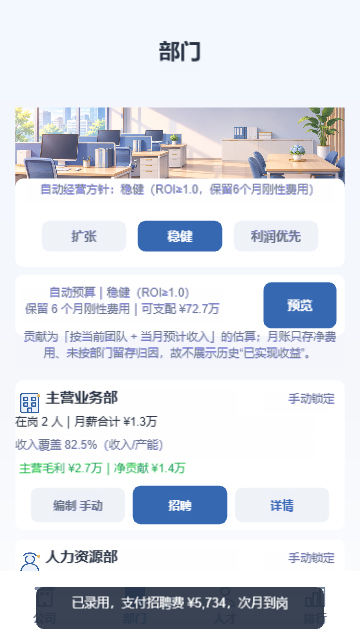 部门
自动经营方针：稳健（ROI≥1.0，保留6个月刚性费用）
扩张
稳健
利润优先
自动预算｜稳健（ROI≥1.0）
保留 6 个月刚性费用｜可支配 ¥72.7万
预览
贡献为「按当前团队 + 当月预计收入」的估算；月账只存净费
用、未按部门留存归因，故不展示历史“已实现收益”。
主营业务部
手动锁定
在岗 2 人｜月薪合计 ¥1.3万
收入覆盖 82.5%（收入/产能）
主营毛利 ¥2.7万｜净贡献 ¥1.4万
编制 手动
招聘
详情
人力资源部
手动锁定
已录用，支付招聘费 ¥5,734，次月到岗
公司
部门
人才